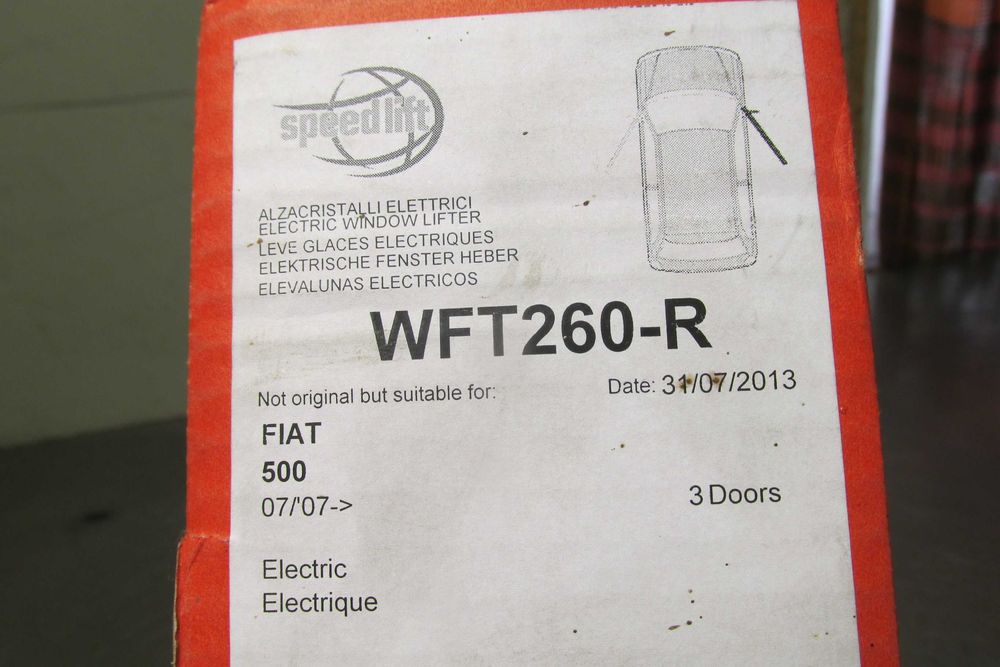 speed lift
ALZACRISTALLI ELETTRICI
ELECTRIC WINDOW LIFTER
LEVE GLACES ELECTRIQUES
ELEKTRISCHE FENSTER HEBER
ELEVALUNAS ELECTRICOS
WFT260-R
Not original but suitable for:
Date: 31/07/2013
FIAT
500
07/'07->
3 Doors
Electric
Electrique